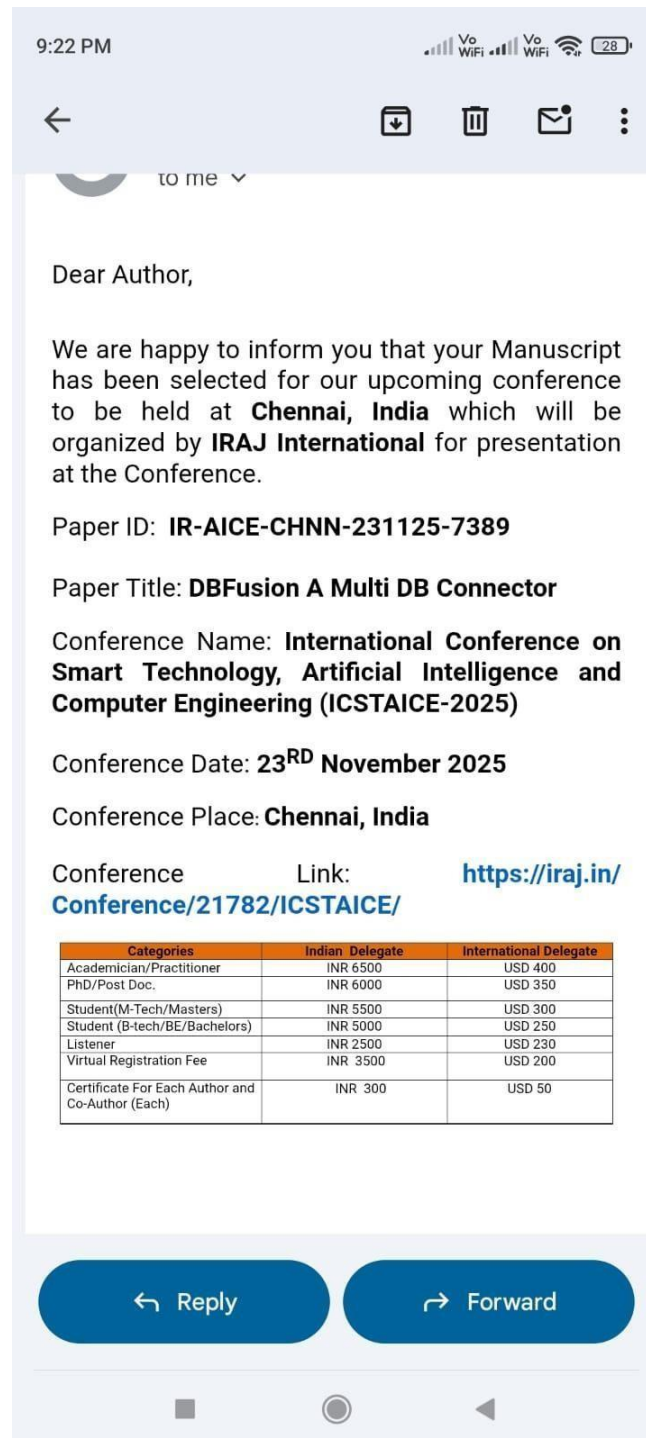 9:22 PM
Vo WiFi Vo WiFi 28
to me
Dear Author,
We are happy to inform you that your Manuscript
has been selected for our upcoming conference
to be held at Chennai, India which will be
organized by IRAJ International for presentation
at the Conference.
Paper ID: IR-AICE-CHNN-231125-7389
Paper Title: DBFusion A Multi DB Connector
Conference Name: International Conference on
Smart Technology, Artificial Intelligence and
Computer Engineering (ICSTAICE-2025)
Conference Date: 23RD November 2025
Conference Place: Chennai, India
Conference Link: https://iraj.in/
Conference/21782/ICSTAICE/
Categories Indian Delegate International Delegate
Academician/Practitioner INR 6500 USD 400
PhD/Post Doc. INR 6000 USD 350
Student(M-Tech/Masters) INR 5500 USD 300
Student (B-tech/BE/Bachelors) INR 5000 USD 250
Listener INR 2500 USD 230
Virtual Registration Fee INR 3500 USD 200
Certificate For Each Author and INR 300 USD 50
Co-Author (Each)
Reply Forward